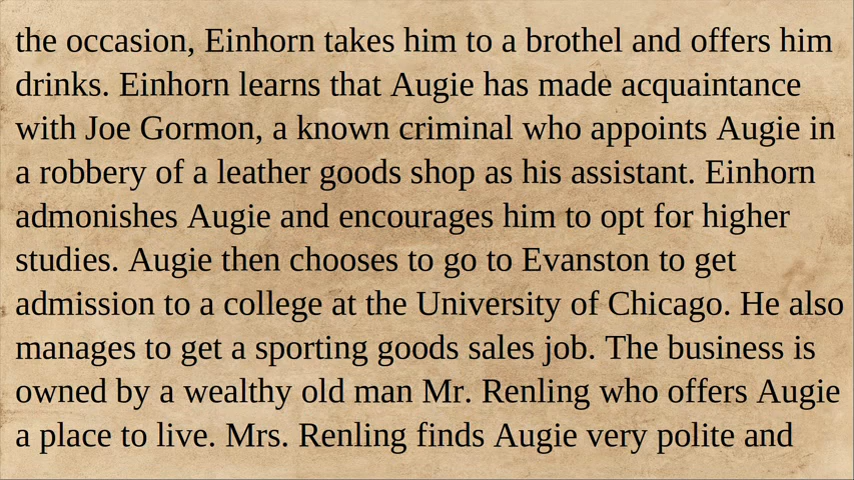 the occasion, Einhorn takes him to a brothel and offers him
drinks. Einhorn learns that Augie has made acquaintance
with Joe Gormon, a known criminal who appoints Augie in
a robbery of a leather goods shop as his assistant. Einhorn
admonishes Augie and encourages him to opt for higher
studies. Augie then chooses to go to Evanston to get
admission to a college at the University of Chicago. He also
manages to get a sporting goods sales job. The business is
owned by a wealthy old man Mr. Renling who offers Augie
a place to live. Mrs. Renling finds Augie very polite and